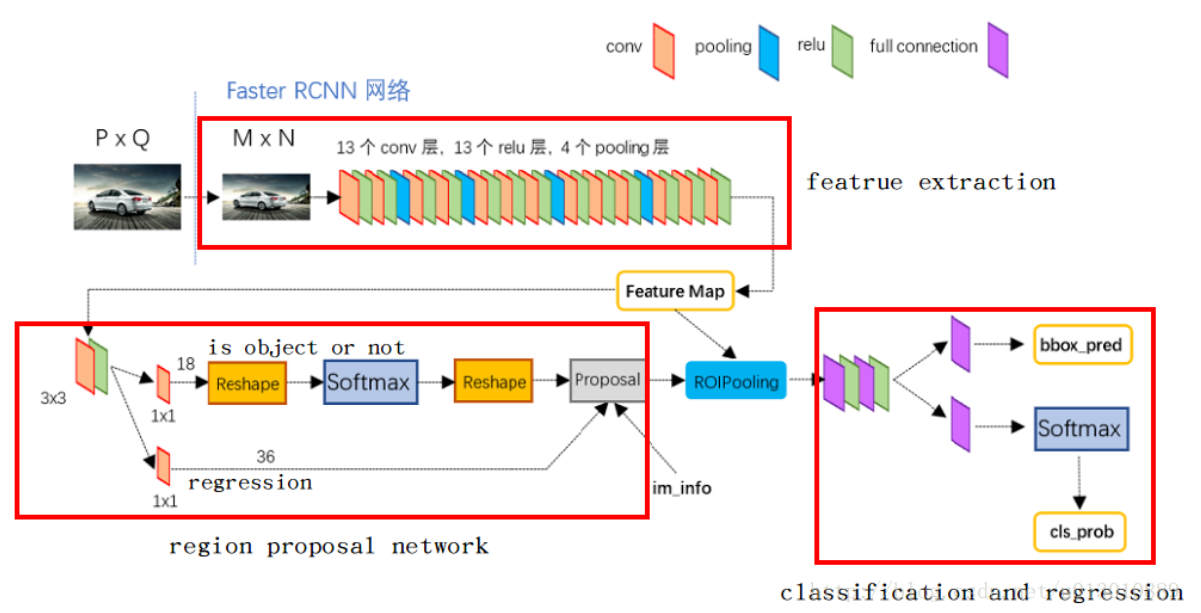 conv pooling relu full connection
Faster RCNN 网络
P x Q
M x N
13 个 conv 层, 13 个 relu 层, 4 个 pooling 层
featrue extraction
Feature Map
is object or not
18
Reshape
Softmax
Reshape
Proposal
ROIPooling
bbox_pred
3x3
1x1
Softmax
36
regression
1x1
im_info
cls_prob
region proposal network
classification and regression